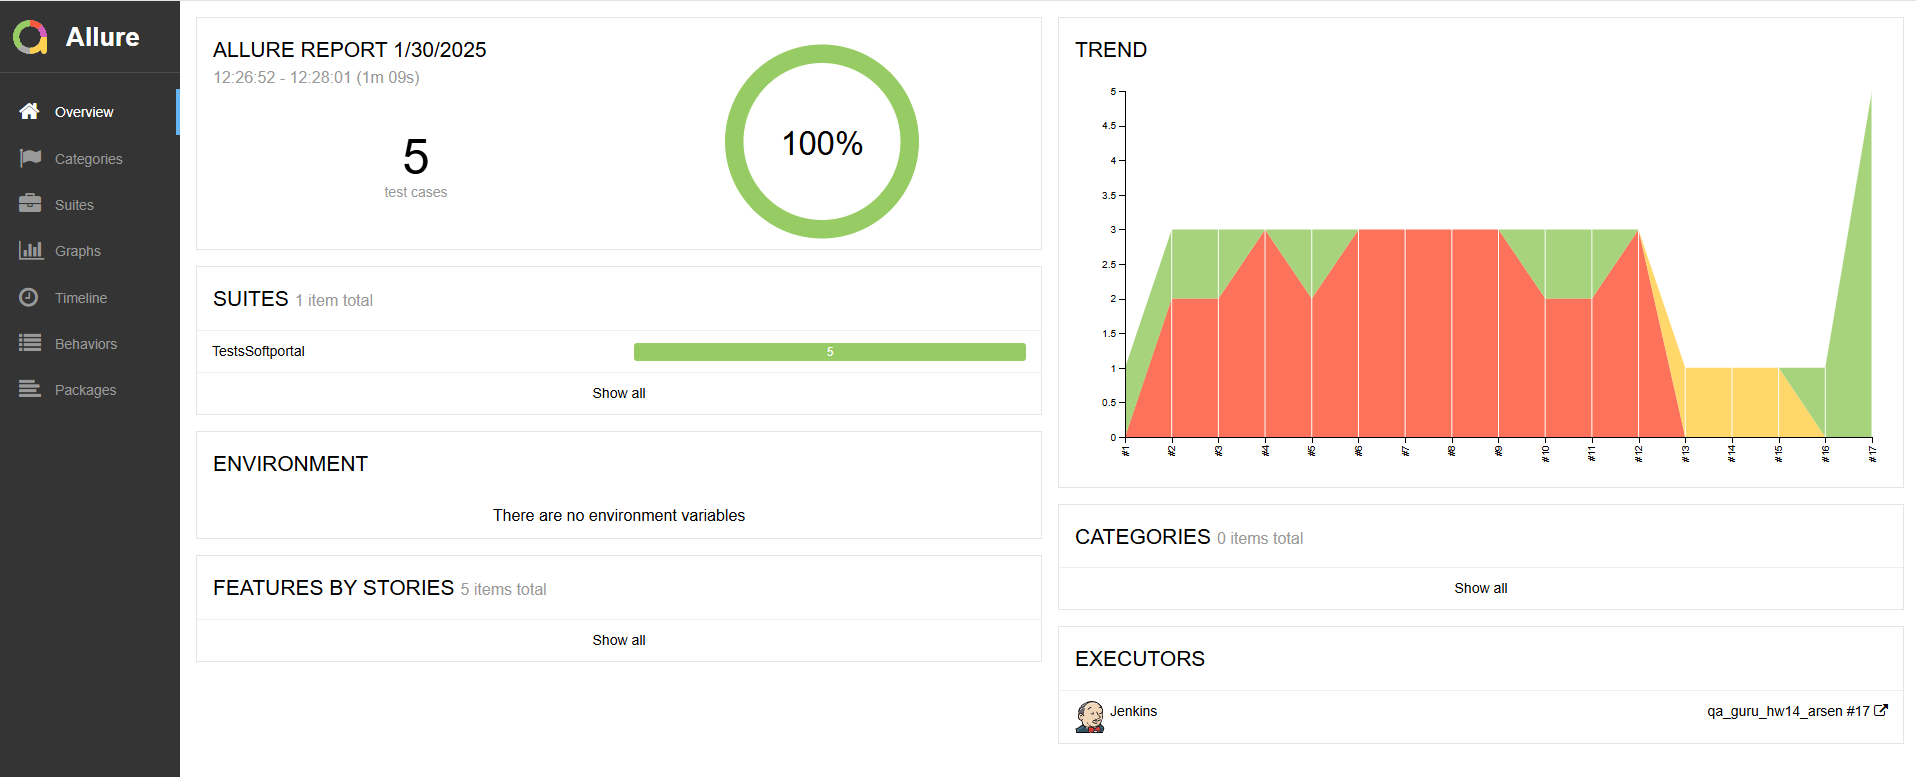 Allure
Overview
Categories
Suites
Graphs
Timeline
Behaviors
Packages
ALLURE REPORT 1/30/2025
12:26:52 - 12:28:01 (1m 09s)
5
test cases
100%
SUITES 1 item total
TestsSoftportal 5
Show all
ENVIRONMENT
There are no environment variables
FEATURES BY STORIES 5 items total
Show all
TREND
5
4.5
4
3.5
3
2.5
2
1.5
1
0.5
0
#1 #2 #3 #4 #5 #6 #7 #8 #9 #10 #11 #12 #13 #14 #15 #16 #17
CATEGORIES 0 items total
Show all
EXECUTORS
Jenkins qa_guru_hw14_arsen #17